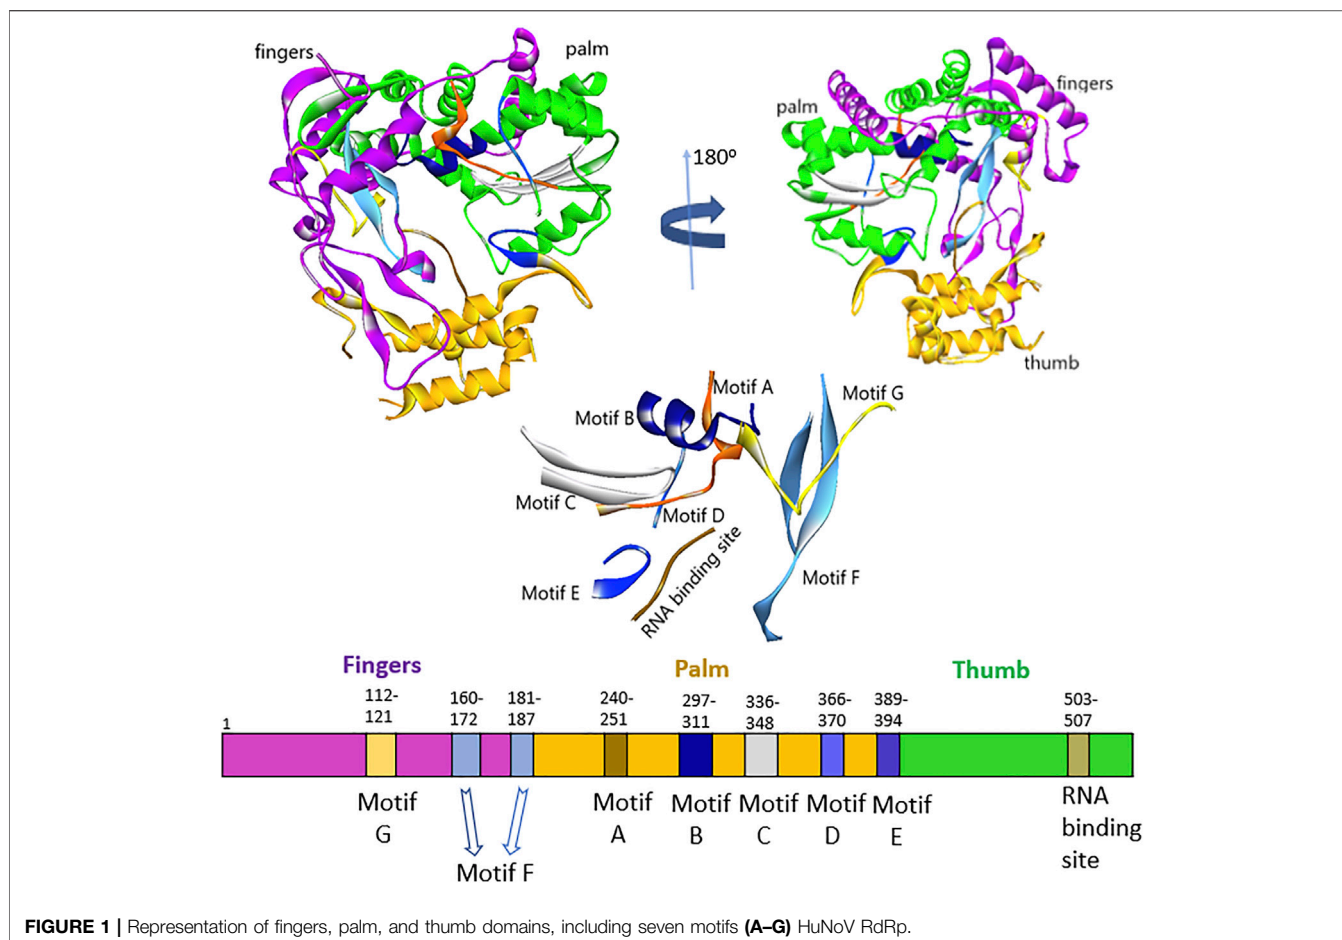 fingers
palm
180º
palm
fingers
thumb
Motif A
Motif B
Motif G
Motif C
Motif D
Motif E
RNA binding site
Motif F
Fingers
Palm
Thumb
1
112-
121
160-
172
181-
187
240-
251
297-
311
336-
348
366-
370
389-
394
503-
507
Motif
G
Motif F
Motif
A
Motif
B
Motif
C
Motif
D
Motif
E
RNA
binding
site
FIGURE 1 | Representation of fingers, palm, and thumb domains, including seven motifs (A–G) HuNoV RdRp.